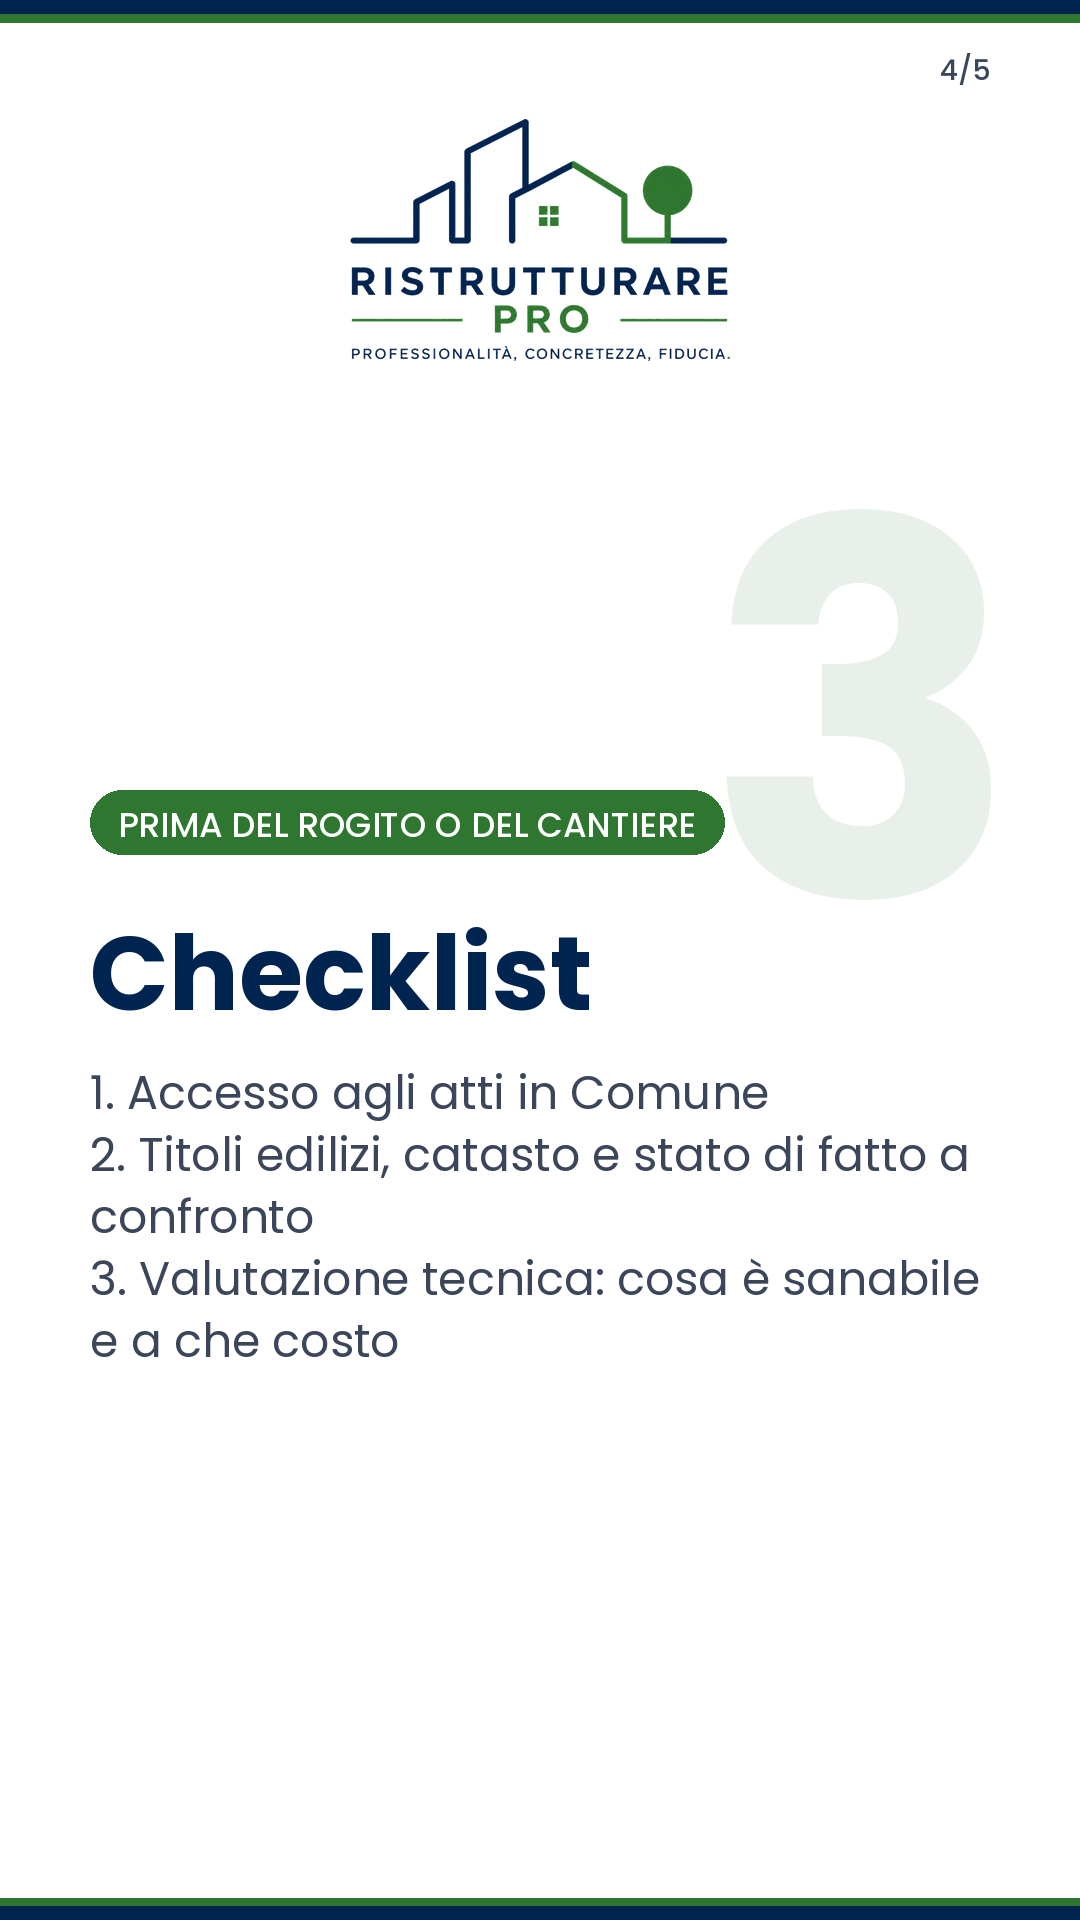 4/5
RISTRUTTURARE
PRO
PROFESSIONALITÀ, CONCRETEZZA, FIDUCIA.
3
PRIMA DEL ROGITO O DEL CANTIERE
Checklist
1. Accesso agli atti in Comune
2. Titoli edilizi, catasto e stato di fatto a
confronto
3. Valutazione tecnica: cosa è sanabile
e a che costo